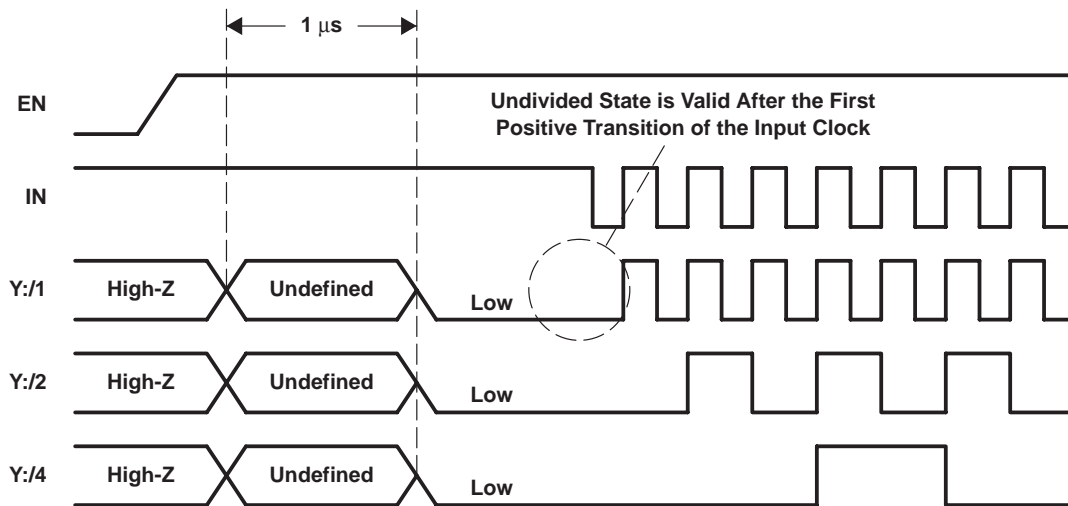 1 μs
EN
Undivided State is Valid After the First
Positive Transition of the Input Clock
IN
Y:/1
High-Z
Undefined
Low
Y:/2
High-Z
Undefined
Low
Y:/4
High-Z
Undefined
Low